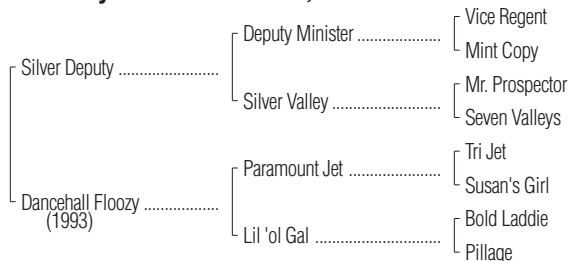 Vice Regent
Deputy Minister ....................
Mint Copy
Silver Deputy ........................
Mr. Prospector
Silver Valley ..........................
Seven Valleys
Tri Jet
Paramount Jet ......................
Susan's Girl
Dancehall Floozy ..................
(1993)
Bold Laddie
Lil 'ol Gal ..............................
Pillage